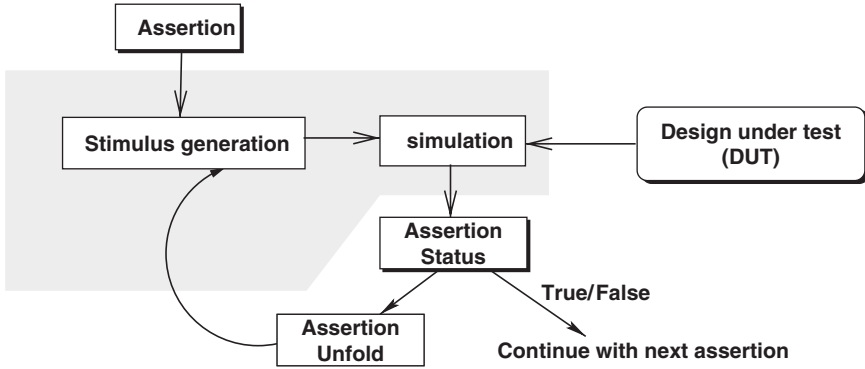 Assertion
Stimulus generation
simulation
Design under test
(DUT)
Assertion
Status
True/False
Assertion
Unfold
Continue with next assertion